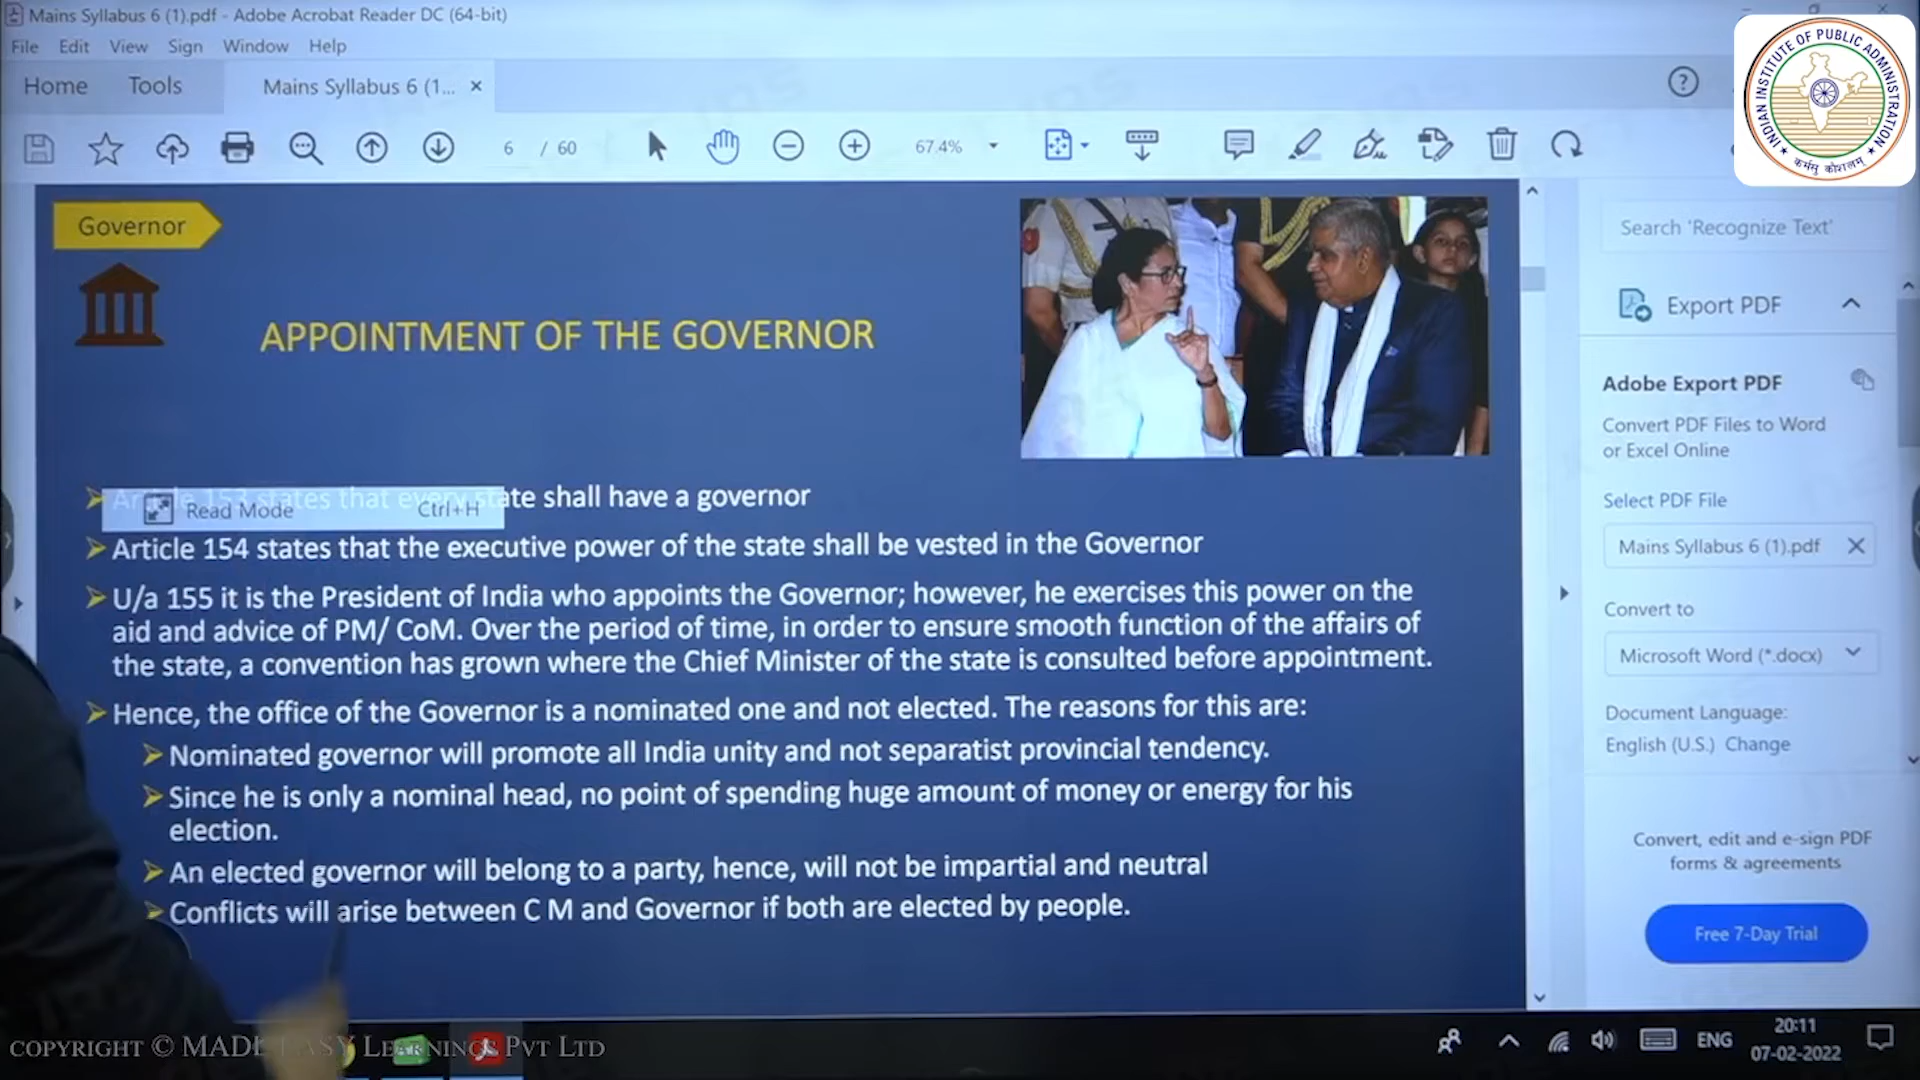 Mains Syllabus 6 (1).pdf - Adobe Acrobat Reader DC (64-bit)
File Edit View Sign Window Help
Home Tools Mains Syllabus 6 (1... ×
6 / 60 67.4%
INDIAN INSTITUTE OF PUBLIC ADMINISTRATION
कर्मसु कौशलम्
Governor
APPOINTMENT OF THE GOVERNOR
Article 153 states that every state shall have a governor
Read Mode Ctrl+H
Article 154 states that the executive power of the state shall be vested in the Governor
U/a 155 it is the President of India who appoints the Governor; however, he exercises this power on the
aid and advice of PM/ CoM. Over the period of time, in order to ensure smooth function of the affairs of
the state, a convention has grown where the Chief Minister of the state is consulted before appointment.
Hence, the office of the Governor is a nominated one and not elected. The reasons for this are:
Nominated governor will promote all India unity and not separatist provincial tendency.
Since he is only a nominal head, no point of spending huge amount of money or energy for his
election.
An elected governor will belong to a party, hence, will not be impartial and neutral
Conflicts will arise between C M and Governor if both are elected by people.
Search 'Recognize Text'
Export PDF
Adobe Export PDF
Convert PDF Files to Word
or Excel Online
Select PDF File
Mains Syllabus 6 (1).pdf
Convert to
Microsoft Word (*.docx)
Document Language:
English (U.S.) Change
Convert, edit and e-sign PDF
forms & agreements
Free 7-Day Trial
COPYRIGHT © MADE EASY LEARNINGS PVT LTD
ENG
20:11
07-02-2022